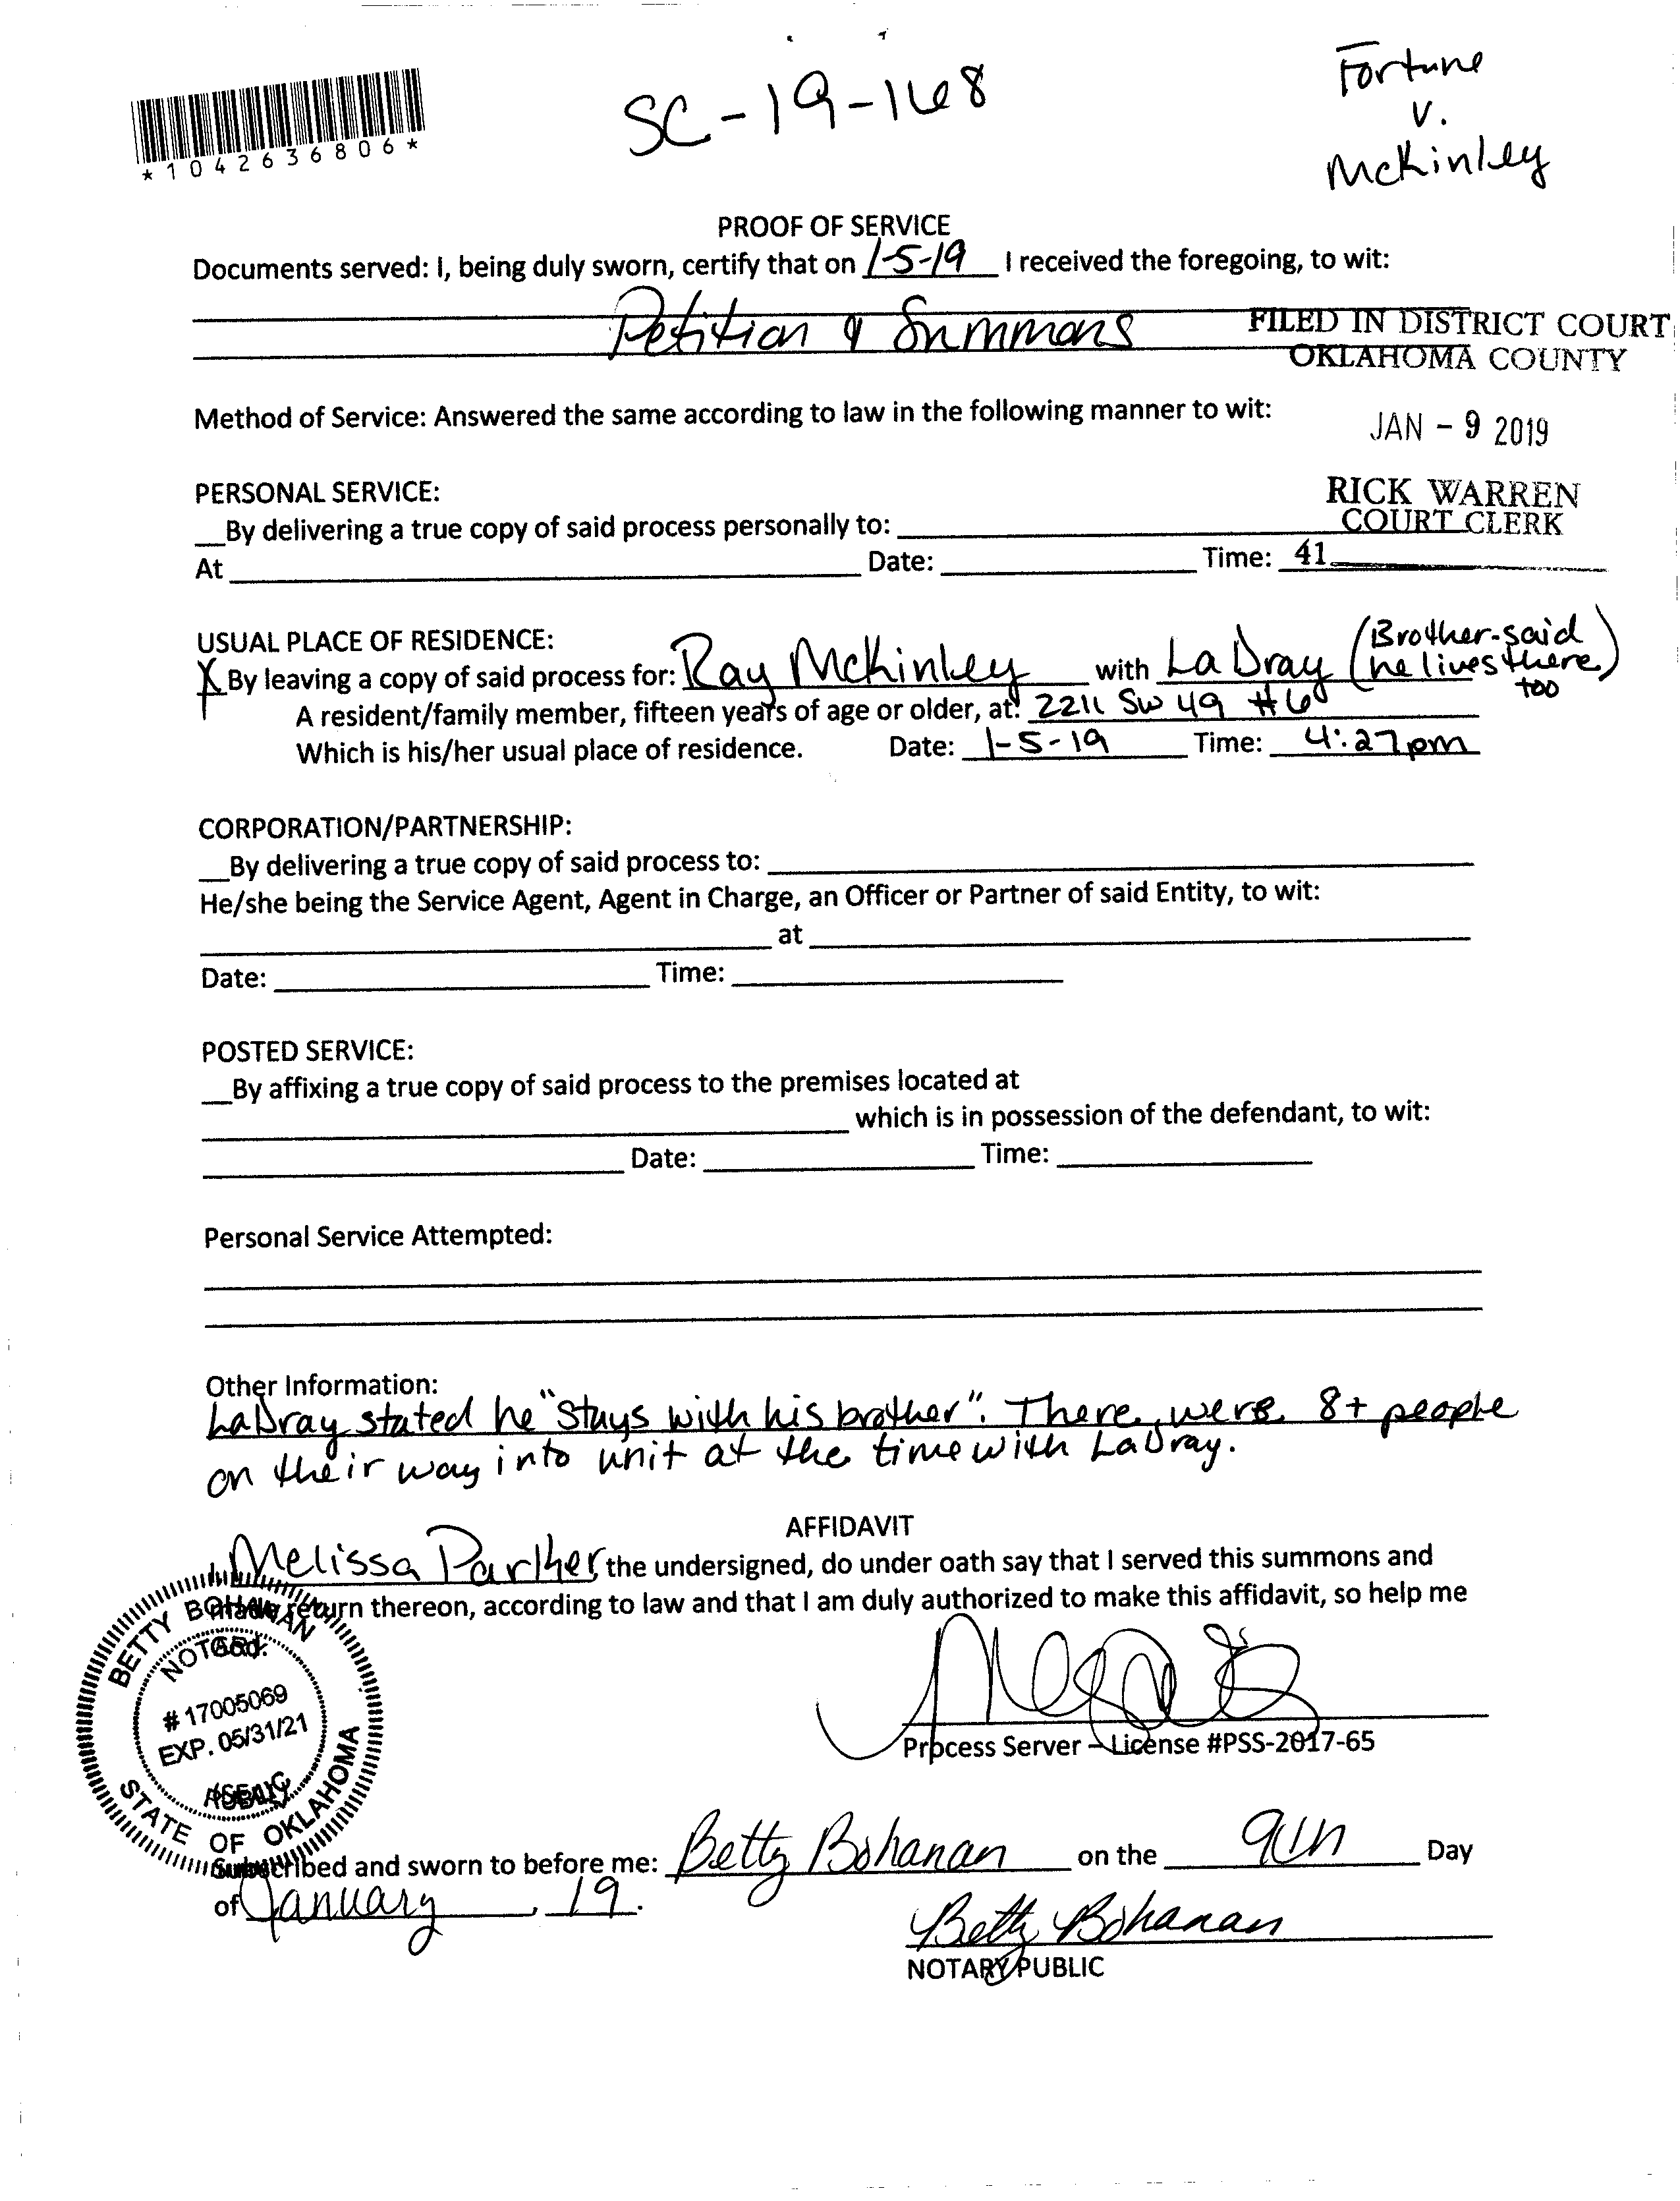 *1042636806*
SC-19-168
Fortune
v.
McKinley
PROOF OF SERVICE
Documents served: I, being duly sworn, certify that on 1-5-19 I received the foregoing, to wit:
Petition & Summons
FILED IN DISTRICT COURT
OKLAHOMA COUNTY
Method of Service: Answered the same according to law in the following manner to wit:
JAN - 9 2019
PERSONAL SERVICE:
RICK WARREN
COURT CLERK
__By delivering a true copy of said process personally to:
At Date: Time: 41
USUAL PLACE OF RESIDENCE:
X By leaving a copy of said process for: Ray McKinley with LaDray (Brother-said he lives there, too)
A resident/family member, fifteen years of age or older, at: 2211 SW 49 #6
Which is his/her usual place of residence. Date: 1-5-19 Time: 4:27pm
CORPORATION/PARTNERSHIP:
__By delivering a true copy of said process to:
He/she being the Service Agent, Agent in Charge, an Officer or Partner of said Entity, to wit:
at
Date: Time:
POSTED SERVICE:
__By affixing a true copy of said process to the premises located at
which is in possession of the defendant, to wit:
Date: Time:
Personal Service Attempted:
Other Information:
LaDray stated he "stays with his brother". There were 8+ people
on their way into unit at the time with LaDray.
AFFIDAVIT
Melissa Parker the undersigned, do under oath say that I served this summons and
made return thereon, according to law and that I am duly authorized to make this affidavit, so help me
God.
BETTY BOHANAN
NOTARY
#17005069
EXP. 05/31/21
PUBLIC
STATE OF OKLAHOMA
Process Server – License #PSS-2017-65
Subscribed and sworn to before me: Betty Bohanan on the 9th Day
of January, 19.
Betty Bohanan
NOTARY PUBLIC